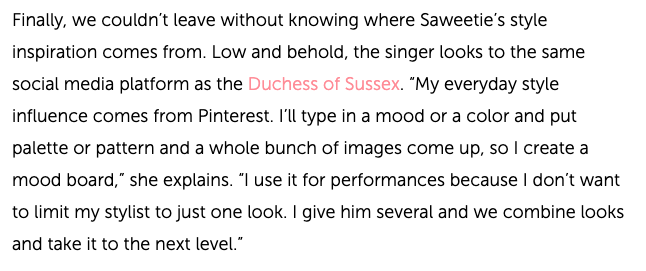 Finally, we couldn’t leave without knowing where Saweetie’s style
inspiration comes from. Low and behold, the singer looks to the same
social media platform as the Duchess of Sussex. “My everyday style
influence comes from Pinterest. I’ll type in a mood or a color and put
palette or pattern and a whole bunch of images come up, so I create a
mood board,” she explains. “I use it for performances because I don’t want
to limit my stylist to just one look. I give him several and we combine looks
and take it to the next level.”